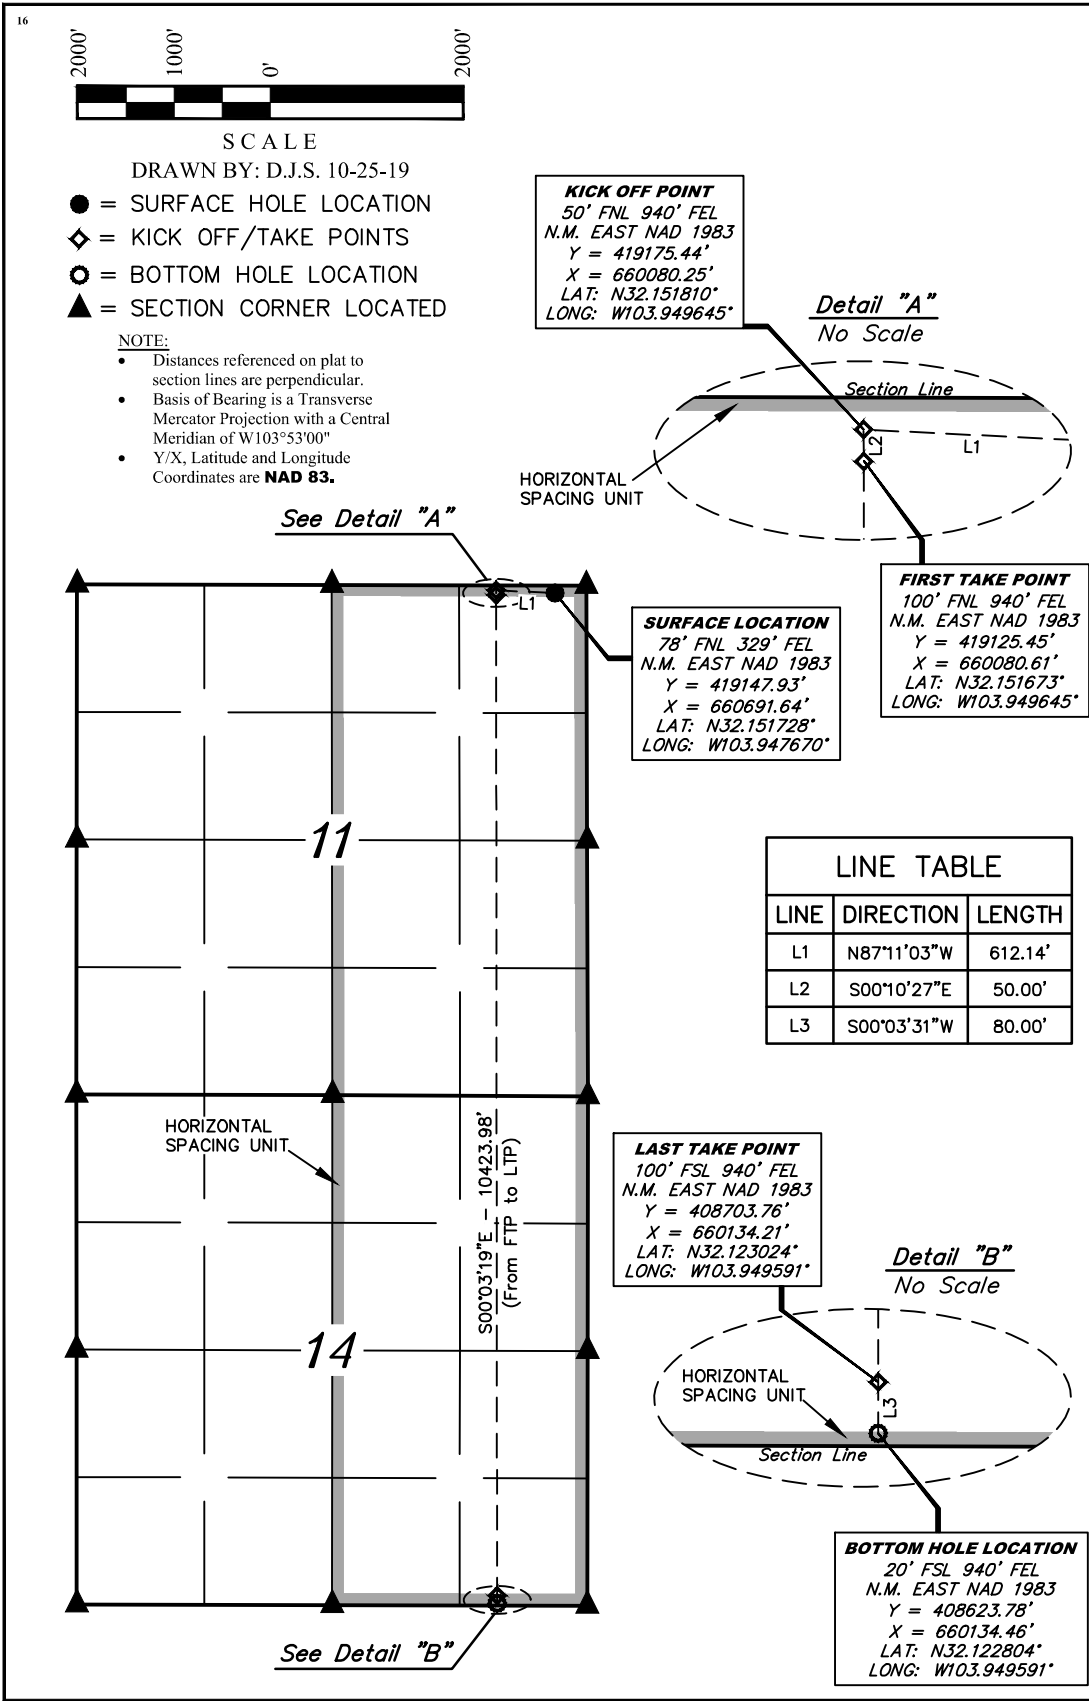 16
2000'
1000'
0'
2000'
SCALE
DRAWN BY: D.J.S. 10-25-19
= SURFACE HOLE LOCATION
= KICK OFF/TAKE POINTS
= BOTTOM HOLE LOCATION
= SECTION CORNER LOCATED
NOTE:
• Distances referenced on plat to
section lines are perpendicular.
• Basis of Bearing is a Transverse
Mercator Projection with a Central
Meridian of W103°53'00"
• Y/X, Latitude and Longitude
Coordinates are NAD 83.
KICK OFF POINT
50' FNL 940' FEL
N.M. EAST NAD 1983
Y = 419175.44'
X = 660080.25'
LAT: N32.151810°
LONG: W103.949645°
Detail "A"
No Scale
Section Line
L2
L1
HORIZONTAL
SPACING UNIT
See Detail "A"
L1
FIRST TAKE POINT
100' FNL 940' FEL
N.M. EAST NAD 1983
Y = 419125.45'
X = 660080.61'
LAT: N32.151673°
LONG: W103.949645°
SURFACE LOCATION
78' FNL 329' FEL
N.M. EAST NAD 1983
Y = 419147.93'
X = 660691.64'
LAT: N32.151728°
LONG: W103.947670°
11
LINE TABLE
LINE DIRECTION LENGTH
L1 N87°11'03"W 612.14'
L2 S00°10'27"E 50.00'
L3 S00°03'31"W 80.00'
HORIZONTAL
SPACING UNIT
S00°03'19"E - 10423.98'
(From FTP to LTP)
14
LAST TAKE POINT
100' FSL 940' FEL
N.M. EAST NAD 1983
Y = 408703.76'
X = 660134.21'
LAT: N32.123024°
LONG: W103.949591°
Detail "B"
No Scale
HORIZONTAL
SPACING UNIT
L3
Section Line
See Detail "B"
BOTTOM HOLE LOCATION
20' FSL 940' FEL
N.M. EAST NAD 1983
Y = 408623.78'
X = 660134.46'
LAT: N32.122804°
LONG: W103.949591°